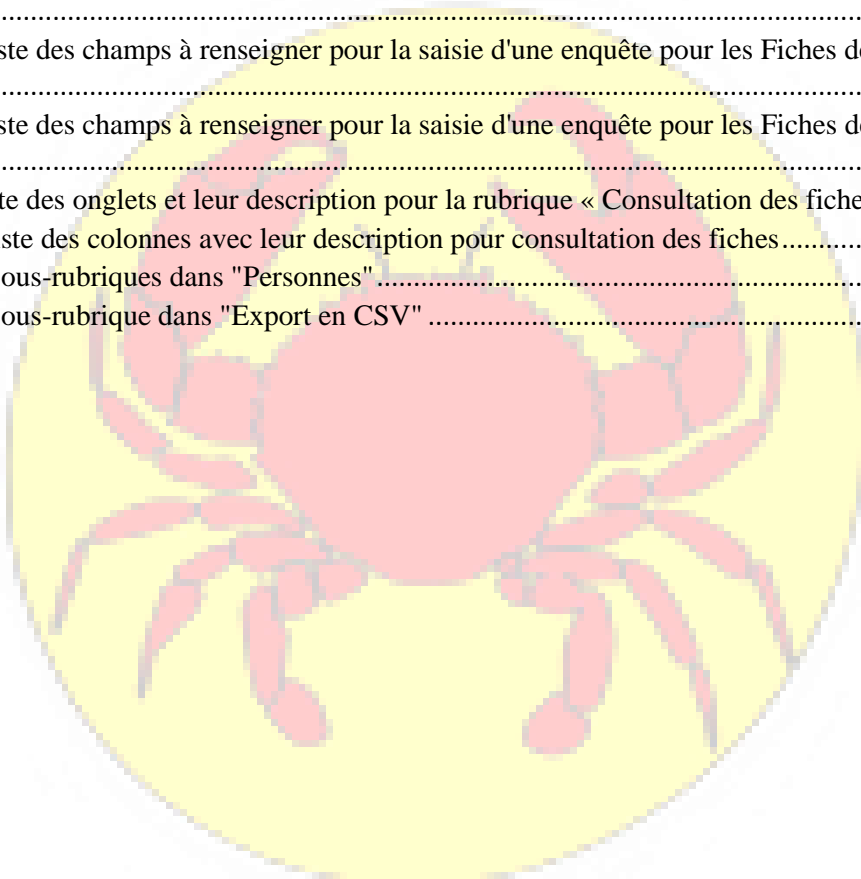 ..........................................................................................................................
ste des champs à renseigner pour la saisie d'une enquête pour les Fiches de
..........................................................................................................................
ste des champs à renseigner pour la saisie d'une enquête pour les Fiches de
..........................................................................................................................
te des onglets et leur description pour la rubrique « Consultation des fiche
iste des colonnes avec leur description pour consultation des fiches...........
ous-rubriques dans "Personnes"..................................................................
ous-rubrique dans "Export en CSV" ...........................................................